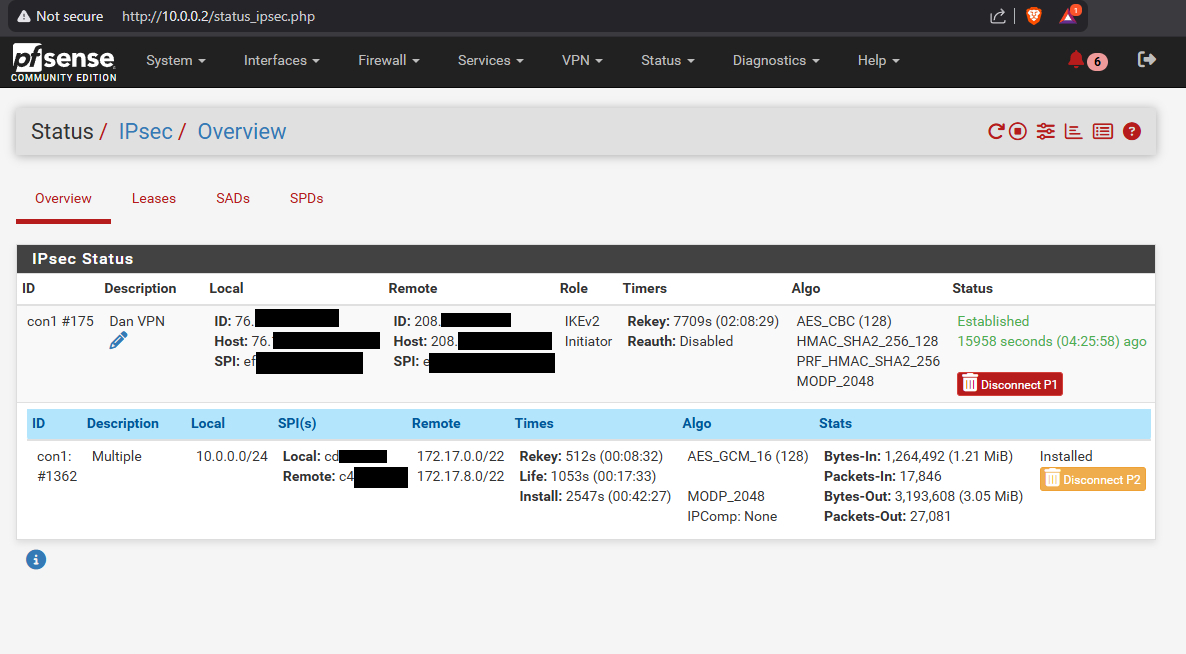 Not secure http://10.0.0.2/status_ipsec.php 1
pfsense COMMUNITY EDITION System Interfaces Firewall Services VPN Status Diagnostics Help 6
Status / IPsec / Overview
Overview Leases SADs SPDs
IPsec Status
ID Description Local Remote Role Timers Algo Status
con1 #175 Dan VPN ID: 76. ID: 208. IKEv2 Rekey: 7709s (02:08:29) AES_CBC (128) Established
Host: 76. Host: 208. Initiator Reauth: Disabled HMAC_SHA2_256_128 15958 seconds (04:25:58) ago
SPI: ef SPI: e PRF_HMAC_SHA2_256
MODP_2048 Disconnect P1
ID Description Local SPI(s) Remote Times Algo Stats
con1: Multiple 10.0.0.0/24 Local: cd 172.17.0.0/22 Rekey: 512s (00:08:32) AES_GCM_16 (128) Bytes-In: 1,264,492 (1.21 MiB) Installed
#1362 Remote: c4 172.17.8.0/22 Life: 1053s (00:17:33) Packets-In: 17,846 Disconnect P2
Install: 2547s (00:42:27) MODP_2048 Bytes-Out: 3,193,608 (3.05 MiB)
IPComp: None Packets-Out: 27,081